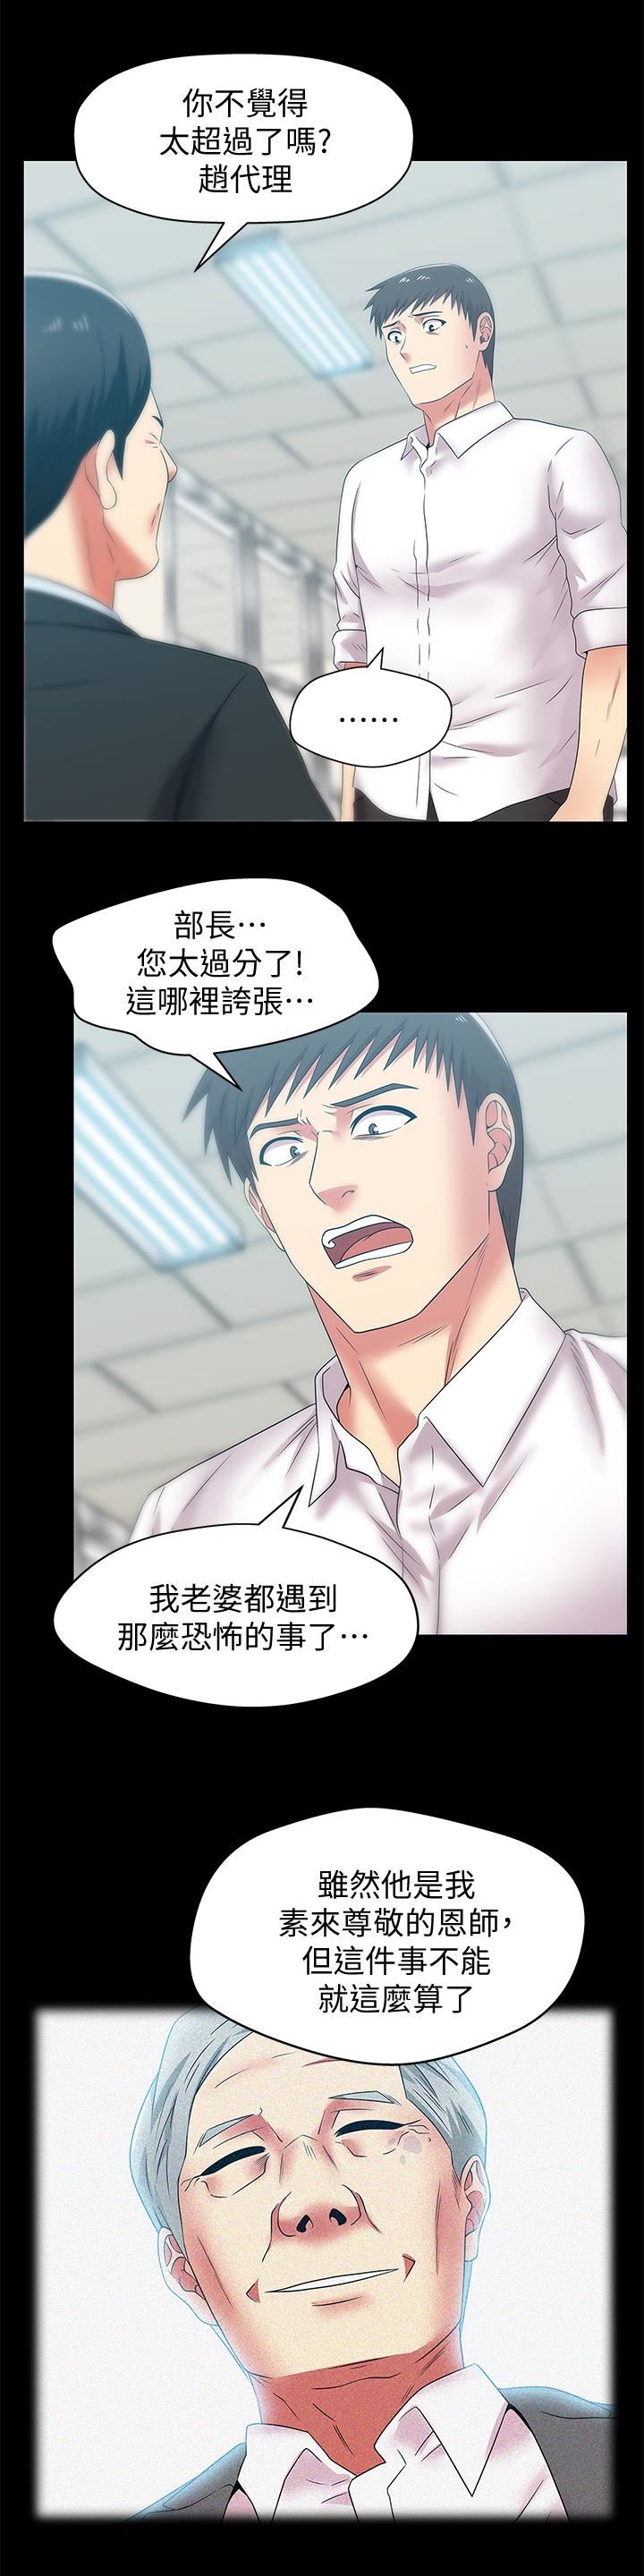 你不覺得
太超過了嗎?
趙代理
⋯⋯
部長⋯
您太過分了!
這哪裡誇張⋯
我老婆都遇到
那麼恐怖的事了⋯
雖然他是我
素來尊敬的恩師,
但這件事不能
就這麼算了